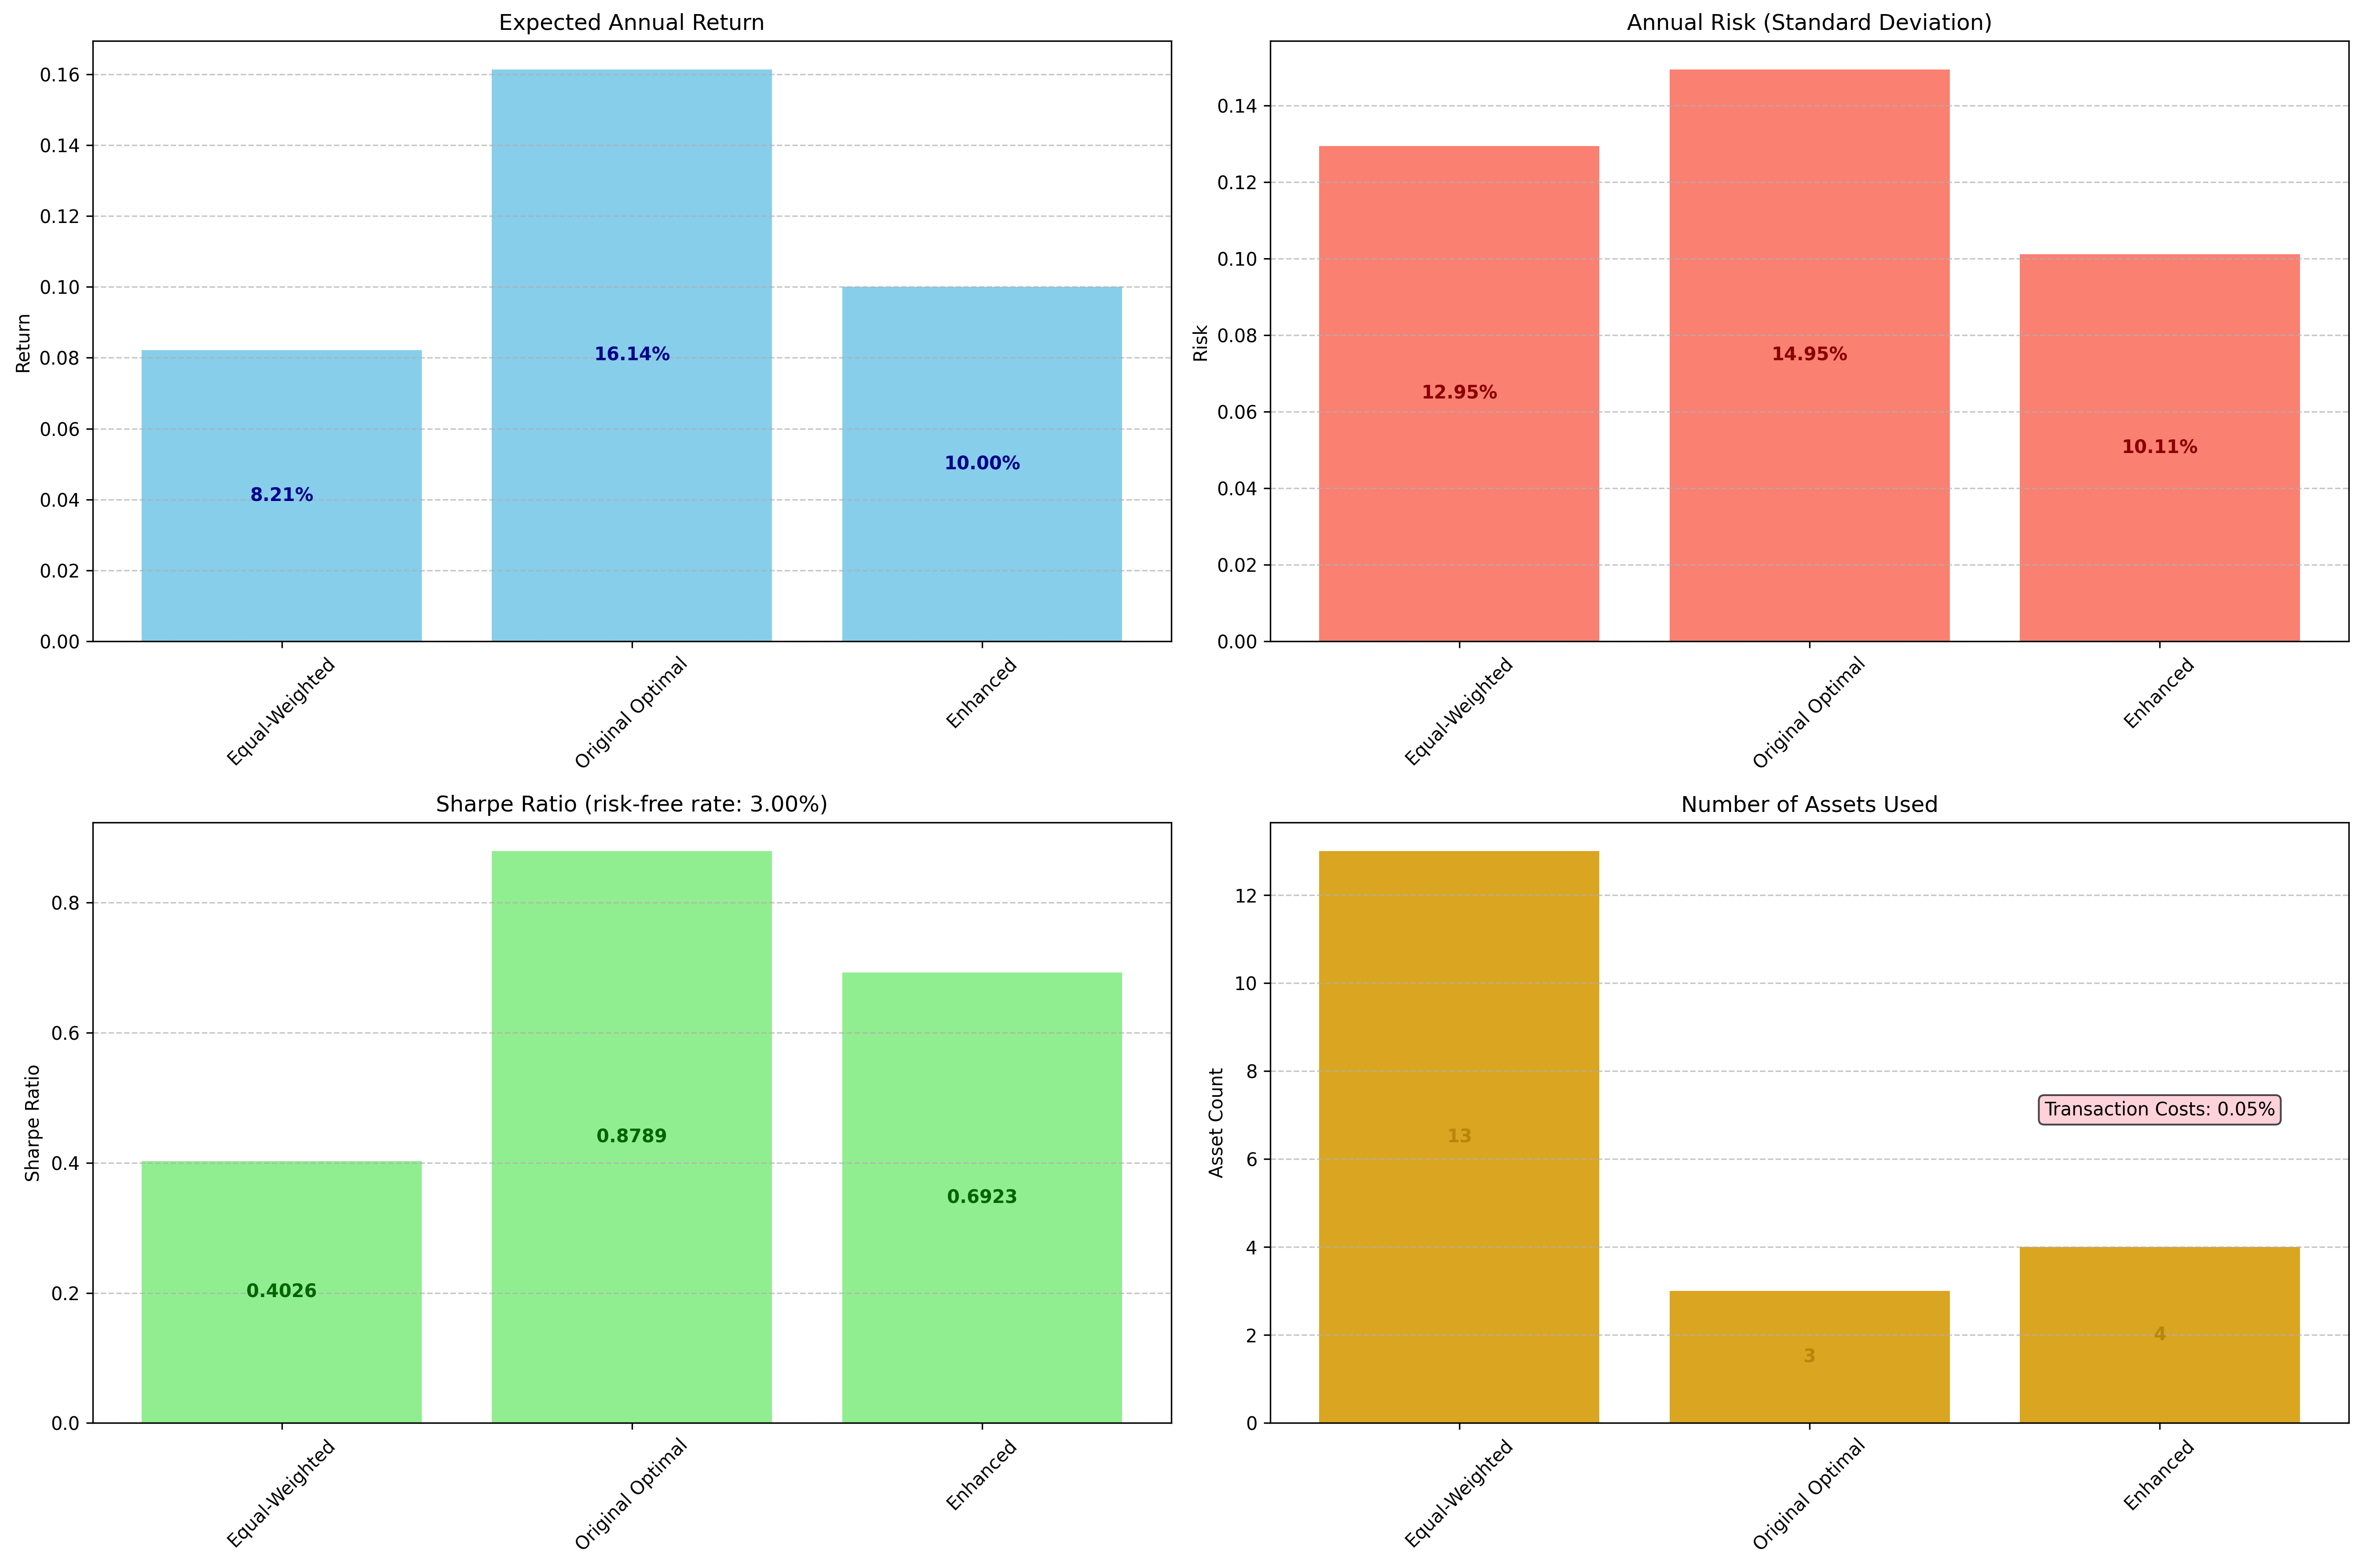 Expected Annual Return
Return
0.16
0.14
0.12
0.10
0.08
0.06
0.04
0.02
0.00
8.21%
16.14%
10.00%
Equal-Weighted
Original Optimal
Enhanced
Annual Risk (Standard Deviation)
Risk
0.14
0.12
0.10
0.08
0.06
0.04
0.02
0.00
12.95%
14.95%
10.11%
Equal-Weighted
Original Optimal
Enhanced
Sharpe Ratio (risk-free rate: 3.00%)
Sharpe Ratio
0.8
0.6
0.4
0.2
0.0
0.4026
0.8789
0.6923
Equal-Weighted
Original Optimal
Enhanced
Number of Assets Used
Asset Count
12
10
8
6
4
2
0
13
3
4
Transaction Costs: 0.05%
Equal-Weighted
Original Optimal
Enhanced